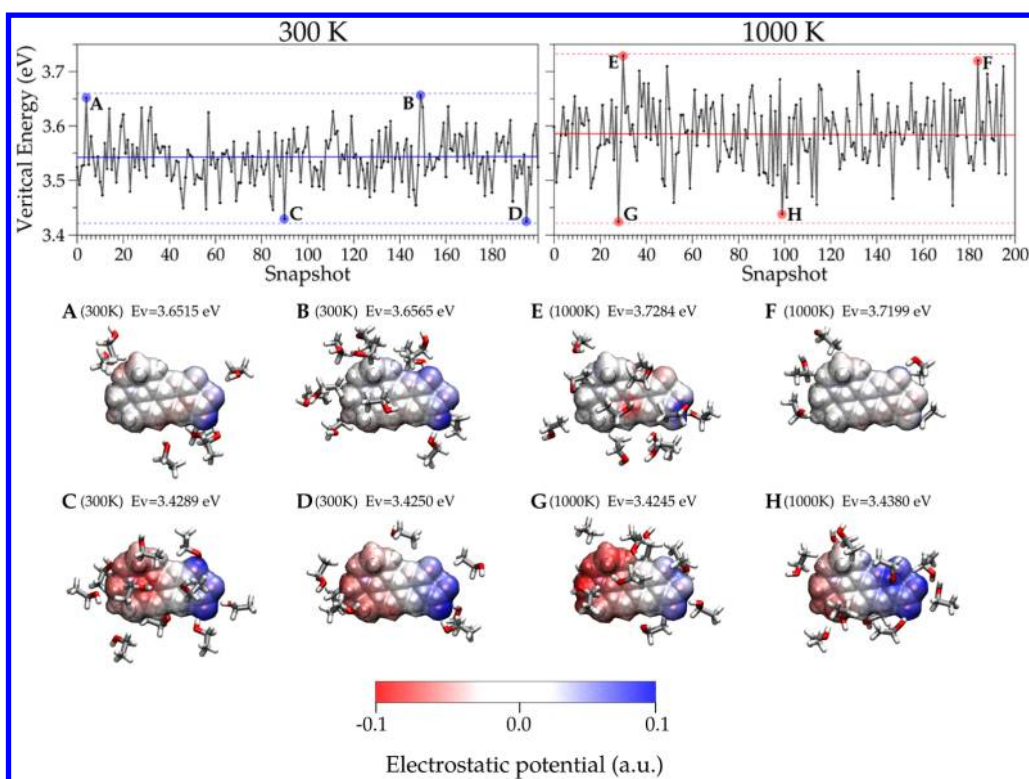 300 K
1000 K
Veritcal Energy (eV)
3.7
3.6
3.5
3.4
A
B
C
D
E
F
G
H
0 20 40 60 80 100 120 140 160 180
0 20 40 60 80 100 120 140 160 180 200
Snapshot
Snapshot
A (300K) Ev=3.6515 eV
B (300K) Ev=3.6565 eV
E (1000K) Ev=3.7284 eV
F (1000K) Ev=3.7199 eV
C (300K) Ev=3.4289 eV
D (300K) Ev=3.4250 eV
G (1000K) Ev=3.4245 eV
H (1000K) Ev=3.4380 eV
-0.1 0.0 0.1
Electrostatic potential (a.u.)